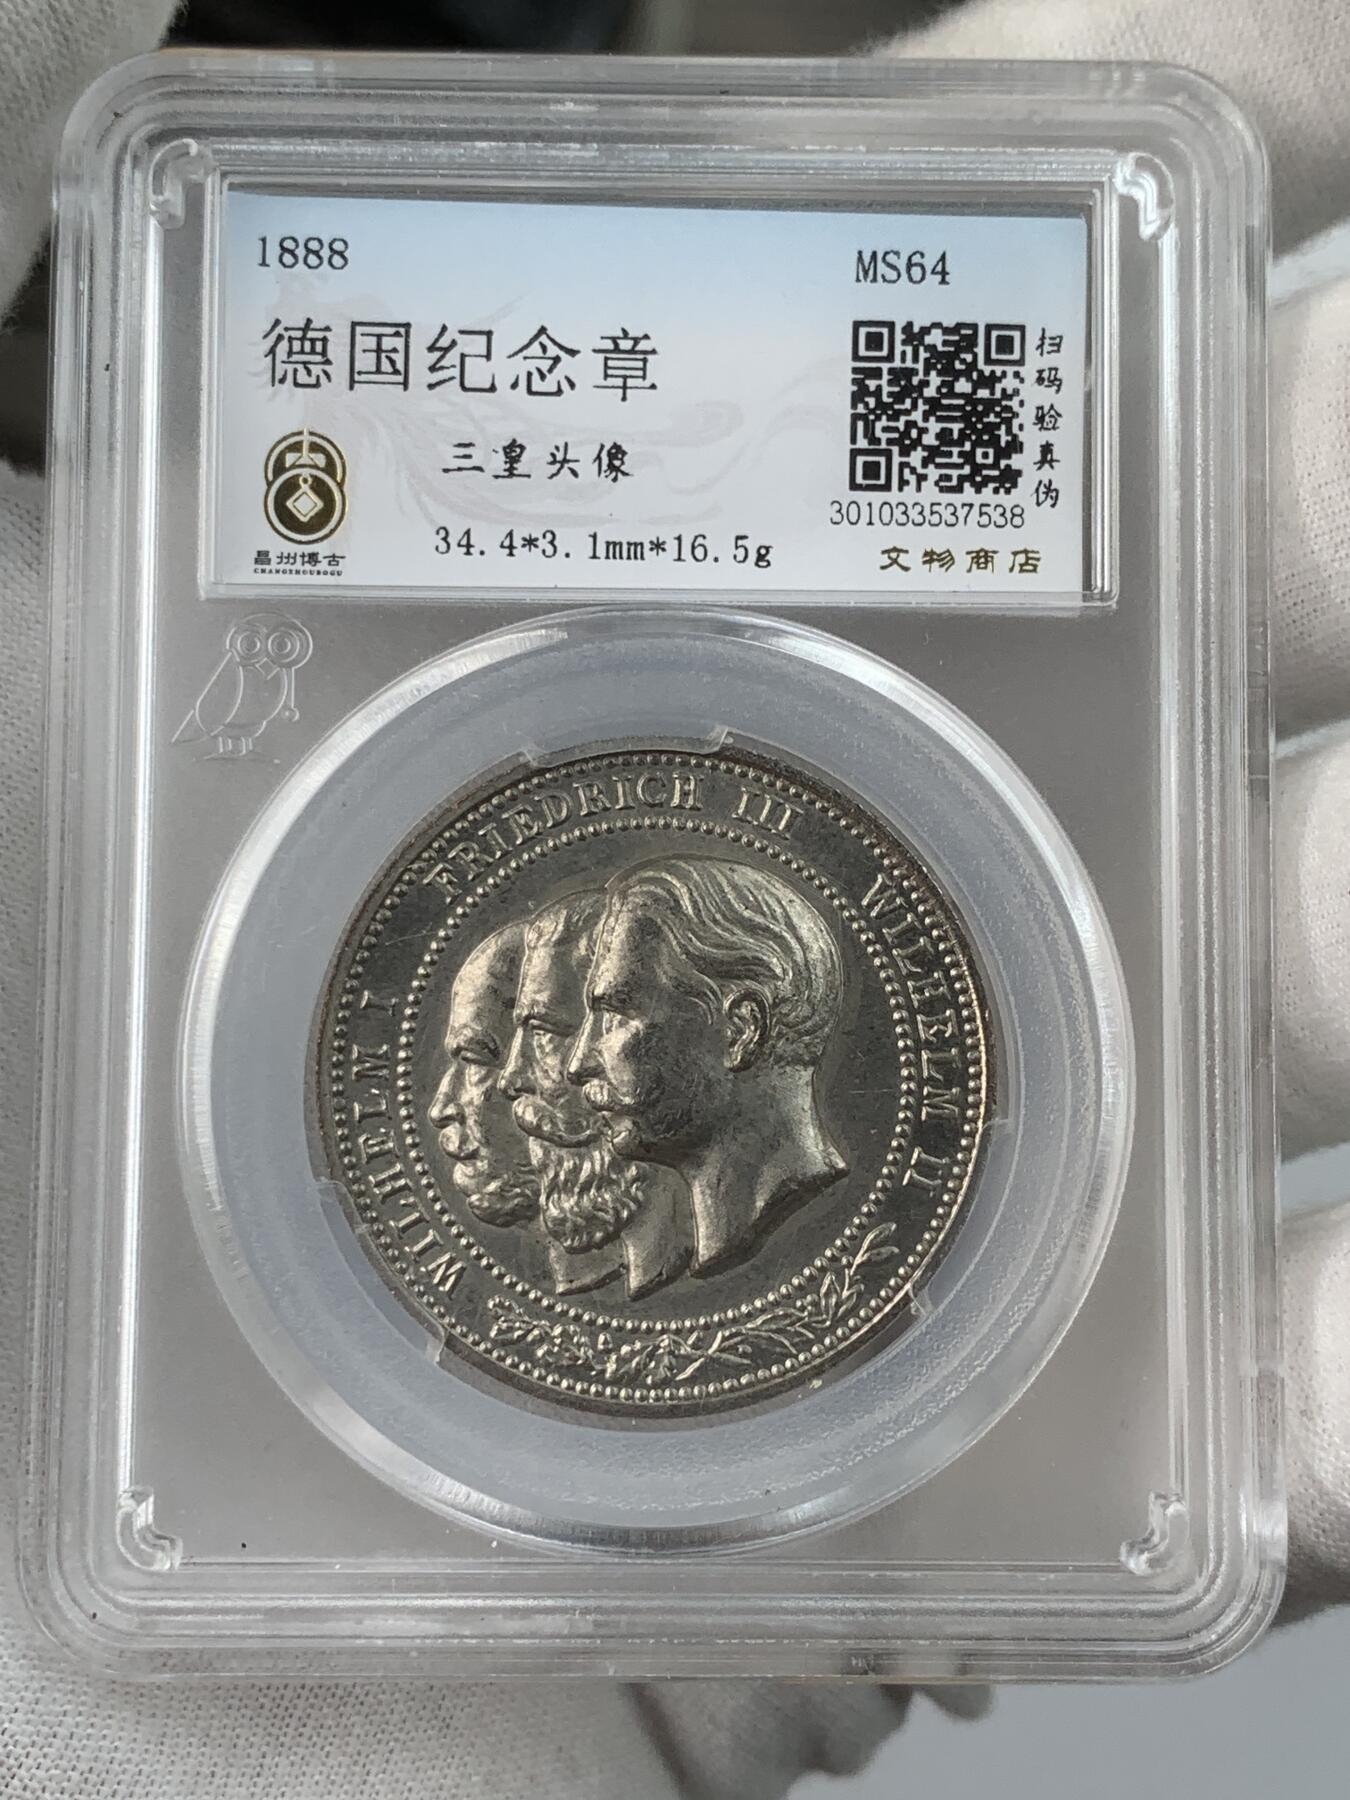 1888
MS64
德国纪念章
三皇头像
34.4*3.1mm*16.5g
昌州博古
CHANGZHOUBOGU
扫码验真伪
301033537538
文物商店
WILHELM I FRIEDRICH III WILHELM II